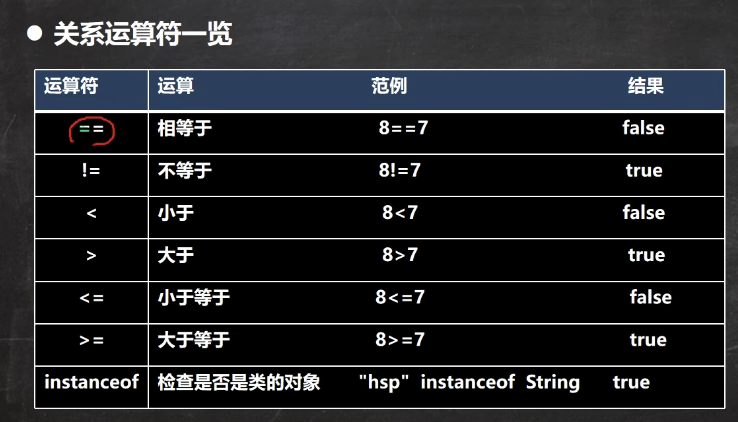 ● 关系运算符一览
运算符 运算 范例 结果
== 相等于 8==7 false
!= 不等于 8!=7 true
< 小于 8<7 false
> 大于 8>7 true
<= 小于等于 8<=7 false
>= 大于等于 8>=7 true
instanceof 检查是否是类的对象 "hsp" instanceof String true